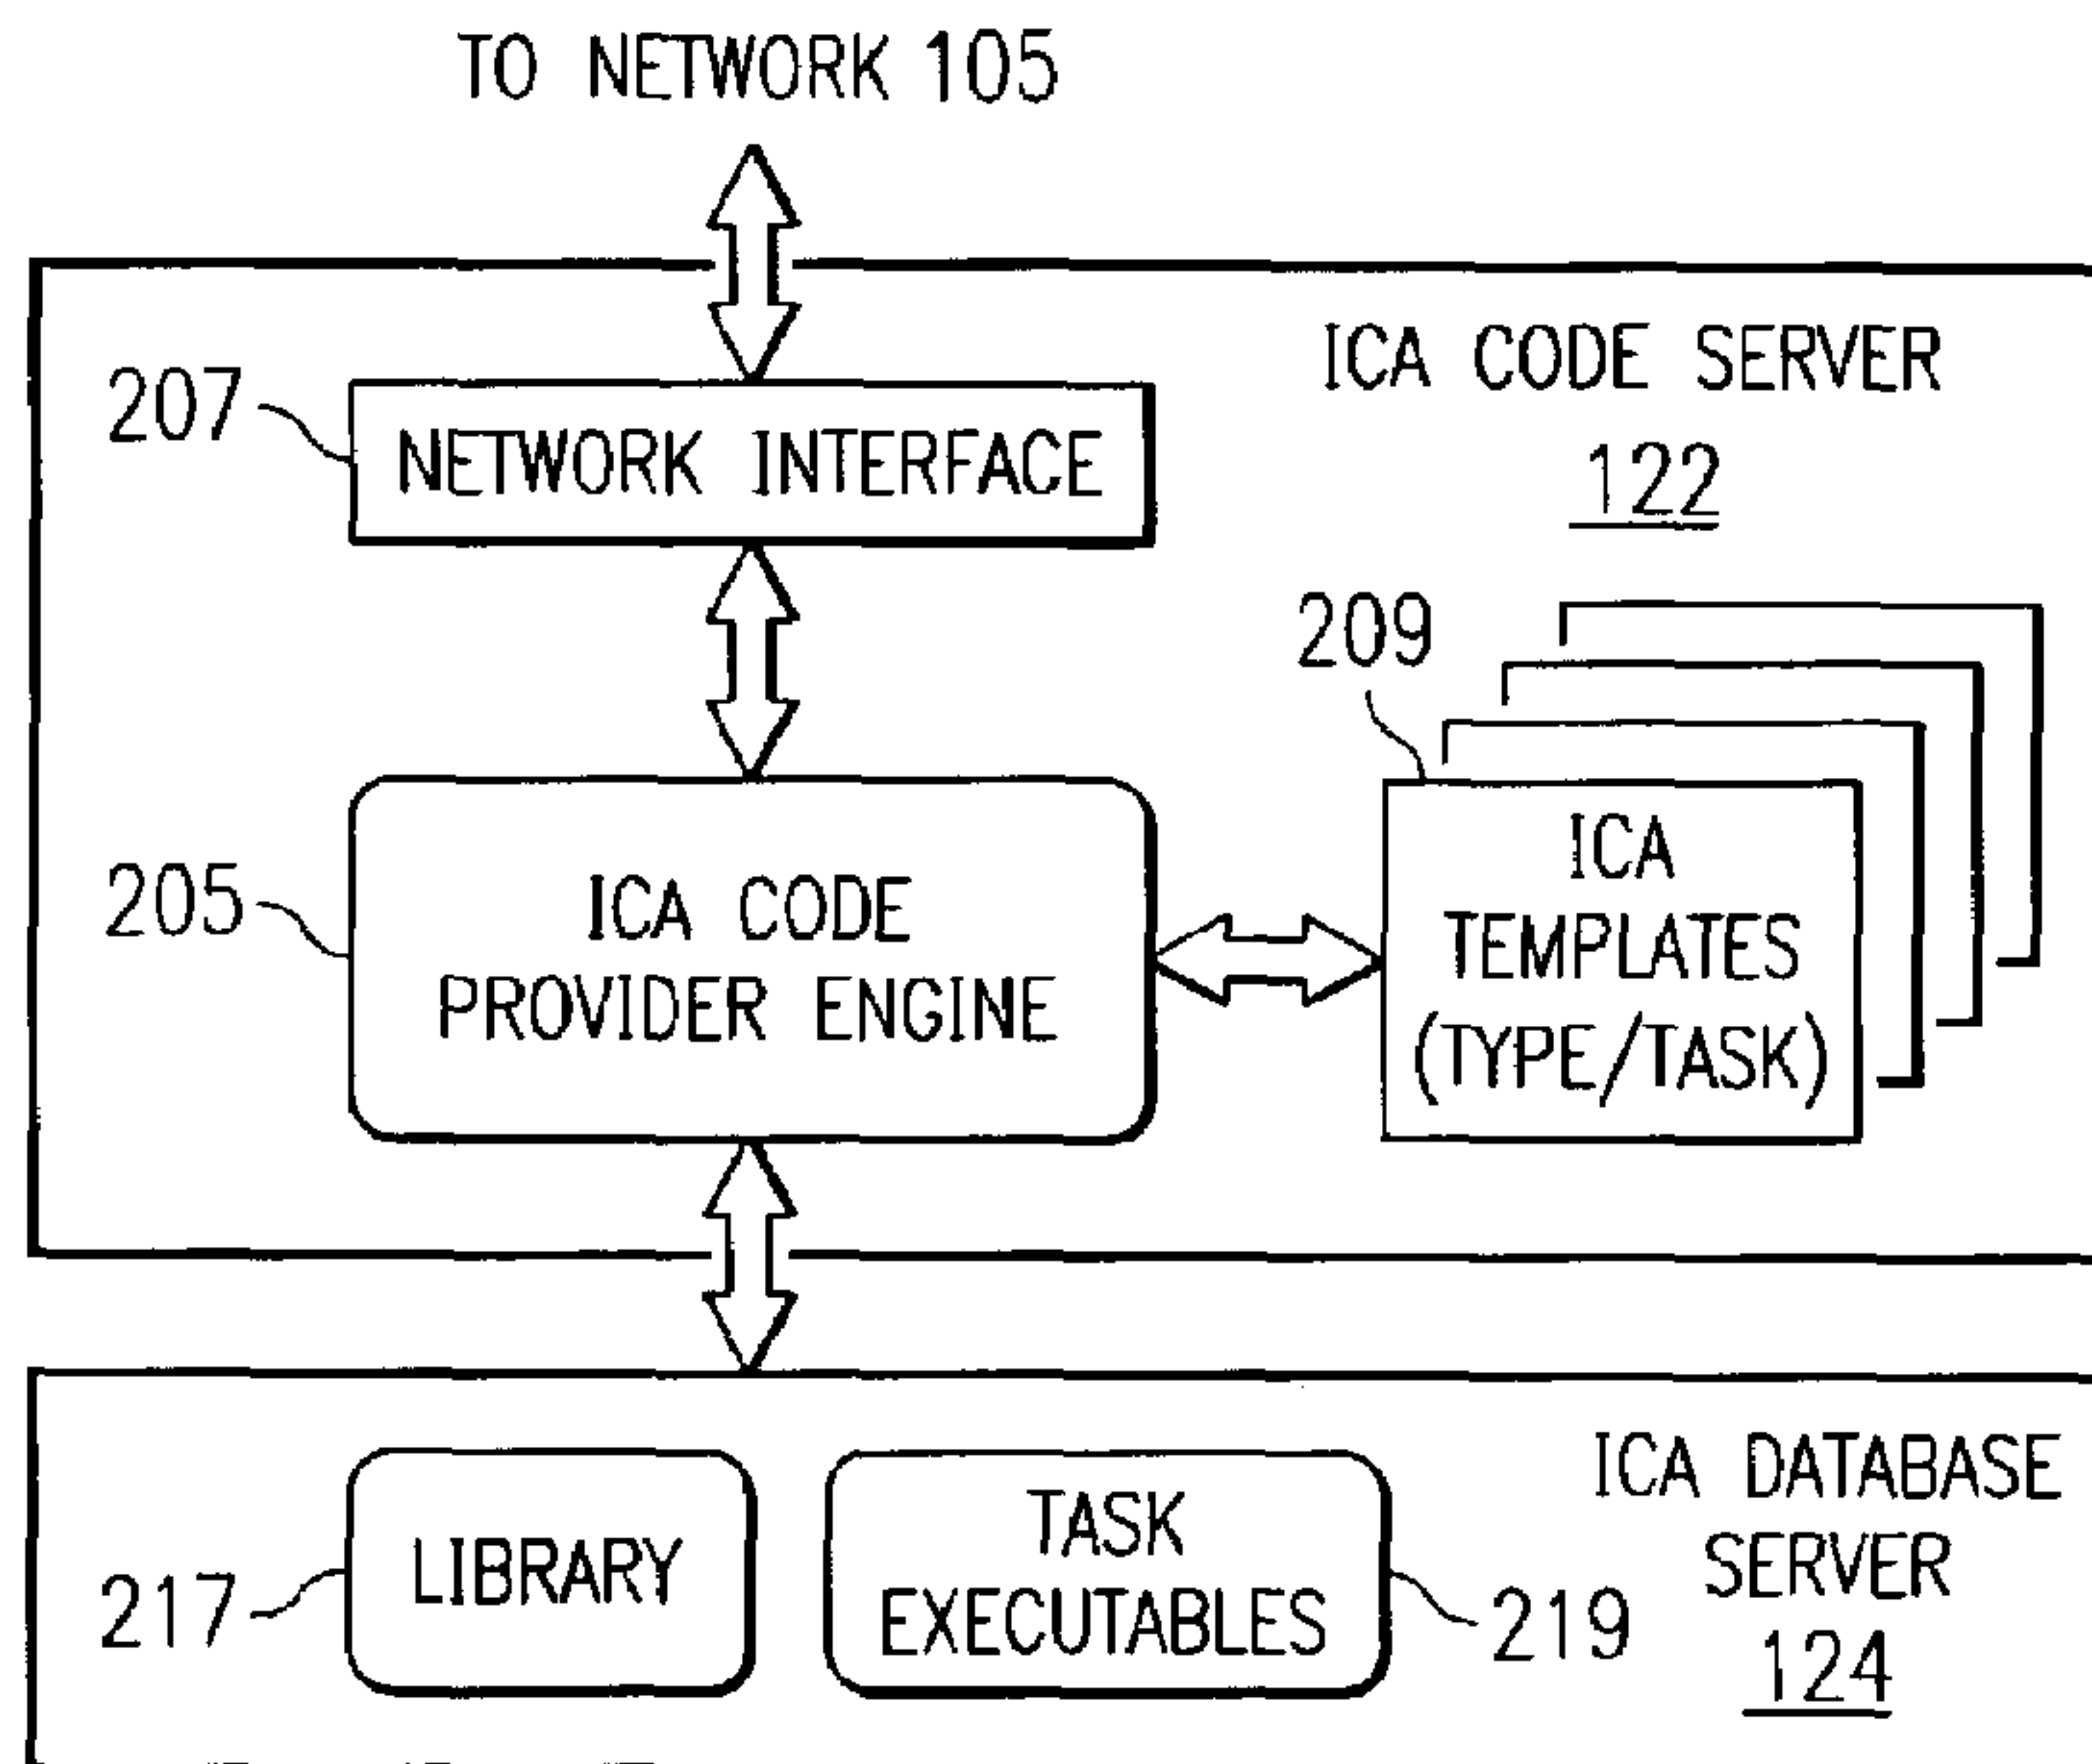 TO NETWORK 105
ICA CODE SERVER
122
207
NETWORK INTERFACE
209
205
ICA CODE
PROVIDER ENGINE
ICA
TEMPLATES
(TYPE/TASK)
ICA DATABASE
SERVER
124
217
LIBRARY
TASK
EXECUTABLES
219